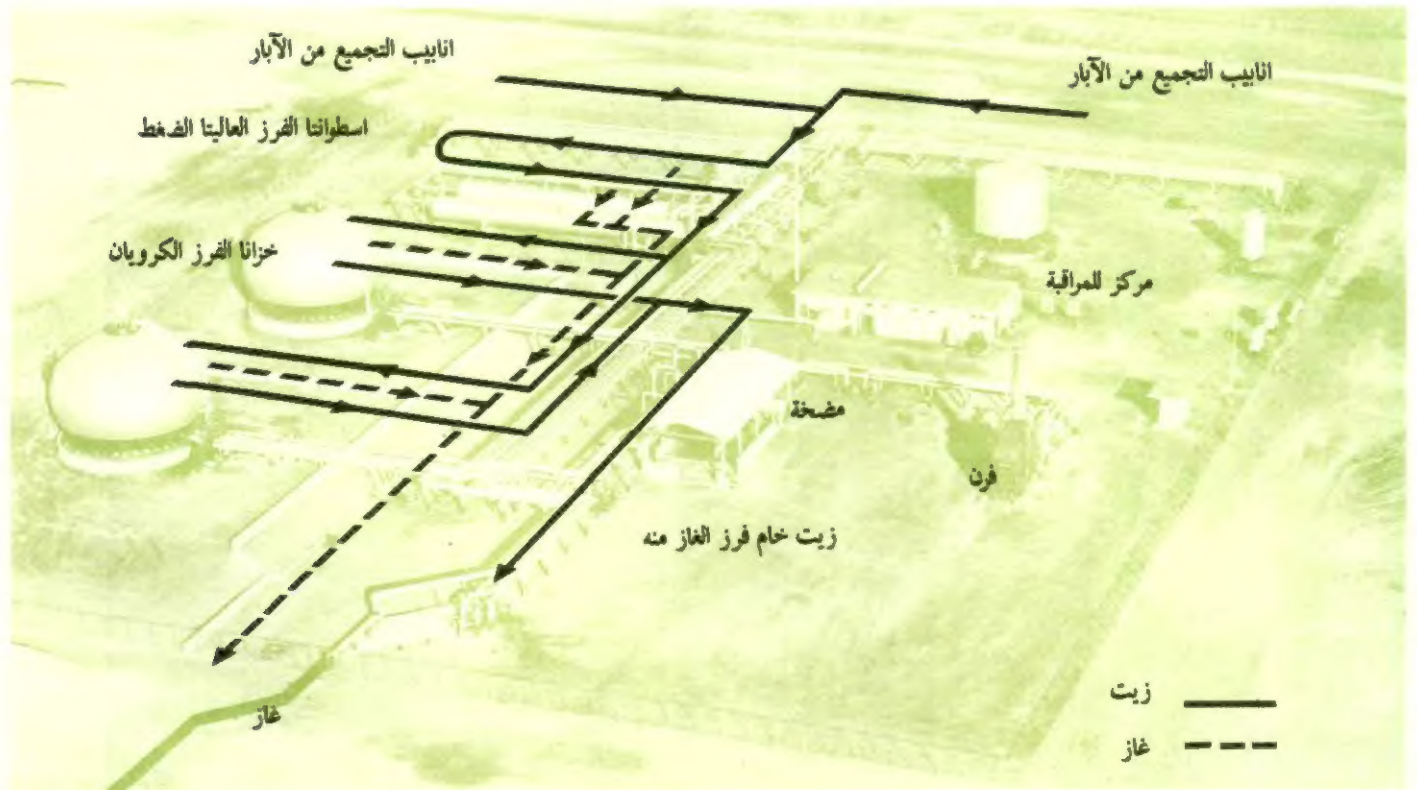 انابيب التجميع من الآبار
انابيب التجميع من الآبار
اسطوانتا الفرز العاليتا الضغط
خزانا الفرز الكرويان
مركز للمراقبة
مضخة
فرن
زيت خام فرز الغاز منه
غاز
زيت
غاز